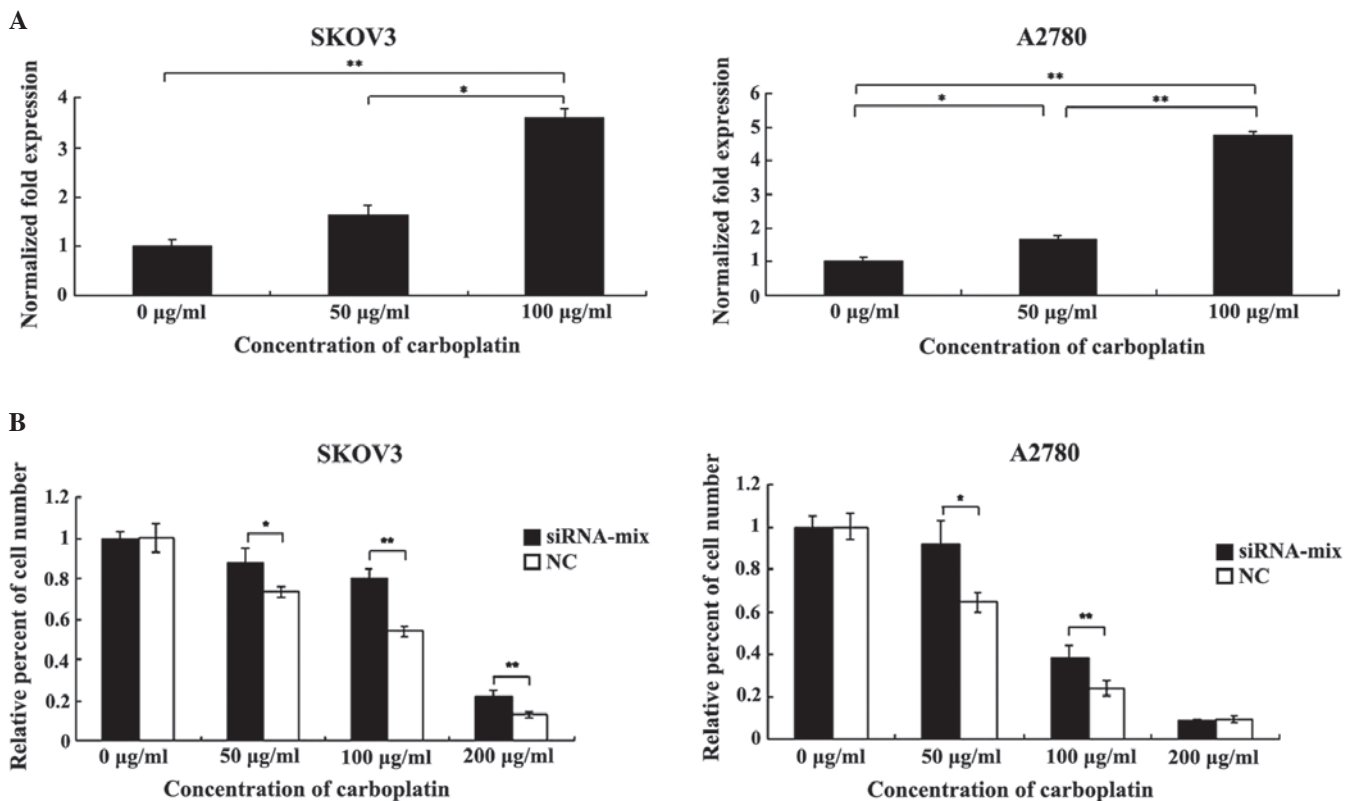 A
SKOV3
**
*
Normalized fold expression
4
3
2
1
0
0 µg/ml 50 µg/ml 100 µg/ml
Concentration of carboplatin
A2780
**
* **
Normalized fold expression
6
5
4
3
2
1
0
0 µg/ml 50 µg/ml 100 µg/ml
Concentration of carboplatin
B
SKOV3
Relative percent of cell number
1.2
1
0.8
0.6
0.4
0.2
0
*
**
**
siRNA-mix
NC
0 µg/ml 50 µg/ml 100 µg/ml 200 µg/ml
Concentration of carboplatin
A2780
Relative percent of cell number
1.2
1
0.8
0.6
0.4
0.2
0
*
**
siRNA-mix
NC
0 µg/ml 50 µg/ml 100 µg/ml 200 µg/ml
Concentration of carboplatin